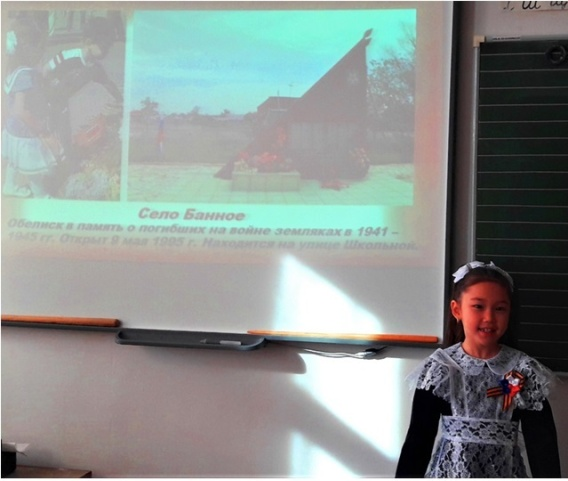 Село Банное
Обелиск в память о погибших на войне земляках в 1941 –
1945 гг. Открыт 9 мая 1985 г. Находится на улице Школьной.